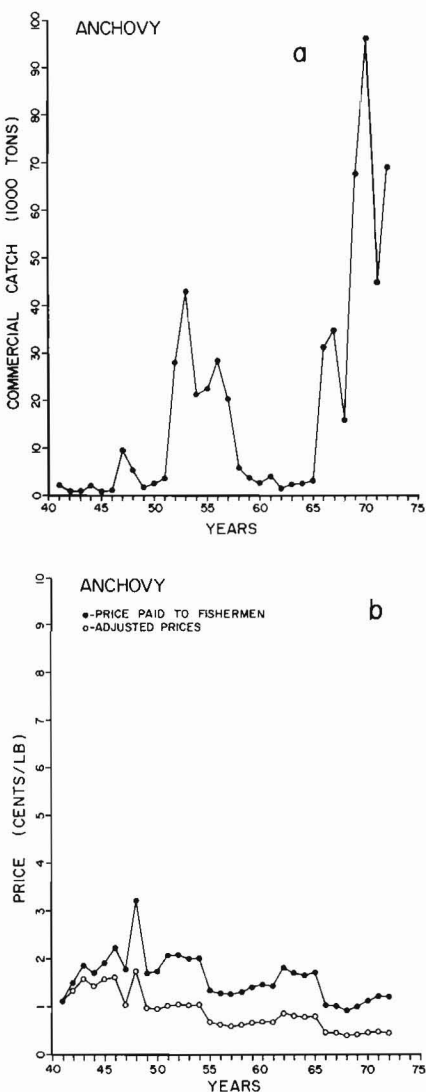 ANCHOVY
a
COMMERCIAL CATCH (1000 TONS)
100
90
80
70
60
50
40
30
20
10
0
40 45 50 55 60 65 70 75
YEARS
ANCHOVY
b
●-PRICE PAID TO FISHERMEN
○-ADJUSTED PRICES
PRICE (CENTS/LB)
10
9
8
7
6
5
4
3
2
1
0
40 45 50 55 60 65 70 75
YEARS